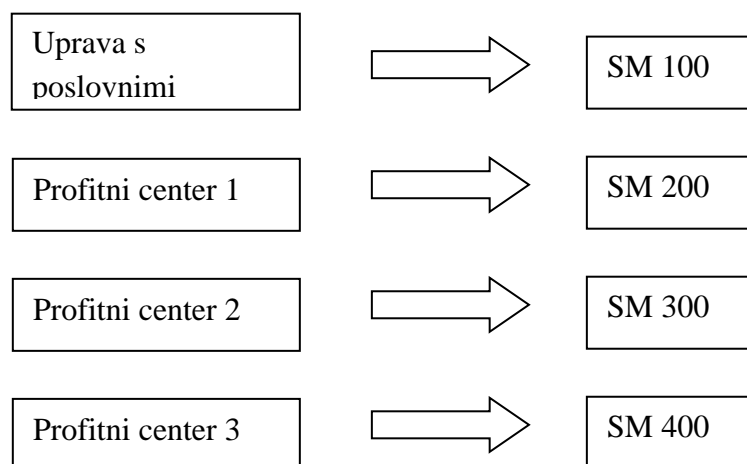 Uprava s
poslovnimi
SM 100
Profitni center 1
SM 200
Profitni center 2
SM 300
Profitni center 3
SM 400